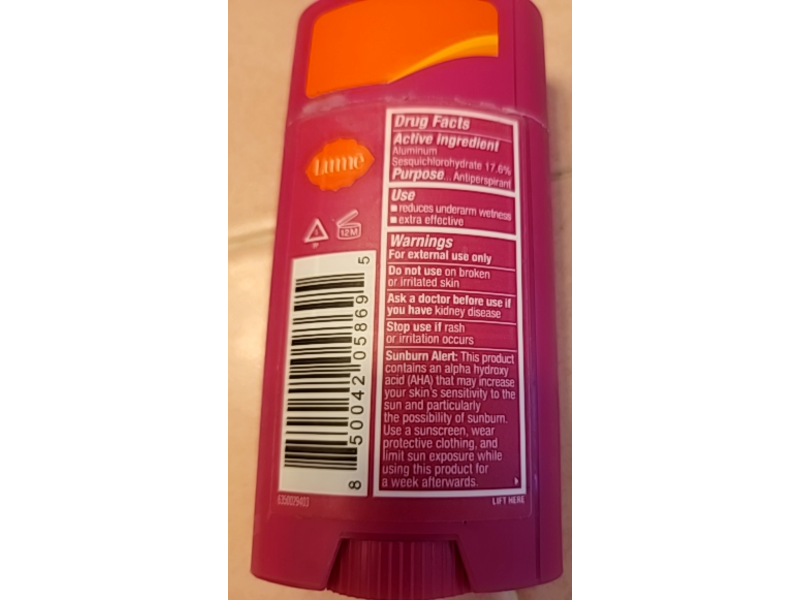 Drug Facts
Active ingredient
Aluminum
Sesquichlorohydrate 17.6%
Purpose... Antiperspirant
Use
■ reduces underarm wetness
■ extra effective
Warnings
For external use only
Do not use on broken
or irritated skin
Ask a doctor before use if
you have kidney disease
Stop use if rash
or irritation occurs
Sunburn Alert: This product
contains an alpha hydroxy
acid (AHA) that may increase
your skin's sensitivity to the
sun and particularly
the possibility of sunburn.
Use a sunscreen, wear
protective clothing, and
limit sun exposure while
using this product for
a week afterwards.
LIFT HERE
Lumē
12M
8 50042 05869 5